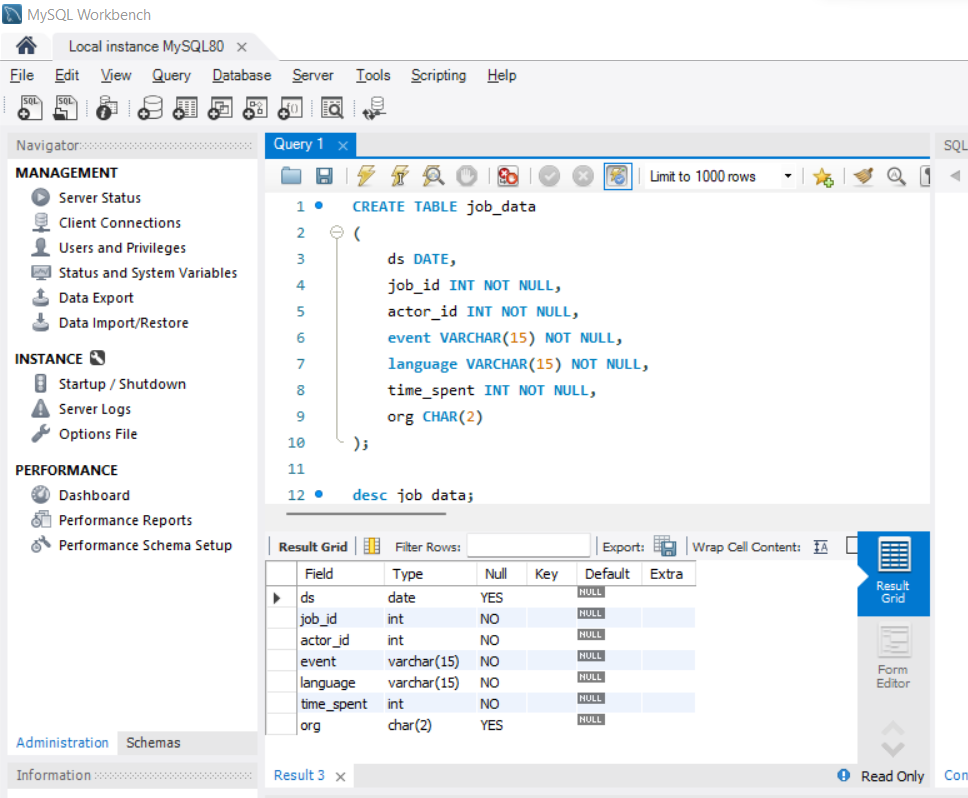 MySQL Workbench
Local instance MySQL80
File Edit View Query Database Server Tools Scripting Help
Navigator
MANAGEMENT
Server Status
Client Connections
Users and Privileges
Status and System Variables
Data Export
Data Import/Restore
INSTANCE
Startup / Shutdown
Server Logs
Options File
PERFORMANCE
Dashboard
Performance Reports
Performance Schema Setup
Administration Schemas
Information
Query 1
SQL
Limit to 1000 rows
1 CREATE TABLE job_data
2 (
3 ds DATE,
4 job_id INT NOT NULL,
5 actor_id INT NOT NULL,
6 event VARCHAR(15) NOT NULL,
7 language VARCHAR(15) NOT NULL,
8 time_spent INT NOT NULL,
9 org CHAR(2)
10 );
11
12 desc job data;
Result Grid Filter Rows: Export: Wrap Cell Content: IA
Field Type Null Key Default Extra
ds date YES NULL
job_id int NO NULL
actor_id int NO NULL
event varchar(15) NO NULL
language varchar(15) NO NULL
time_spent int NO NULL
org char(2) YES NULL
Result
Grid
Form
Editor
Result 3
Read Only